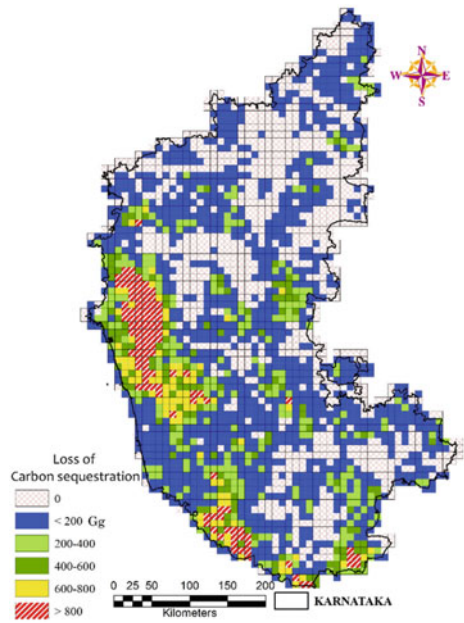 N
W E
S
Loss of
Carbon sequestration
0
< 200 Gg
200-400
400-600
600-800
> 800
0 25 50 100 150 200
Kilometers
KARNATAKA